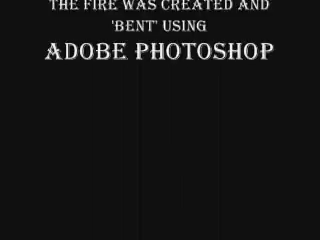 THE FIRE WAS CREATED AND
'BENT' USING
ADOBE PHOTOSHOP